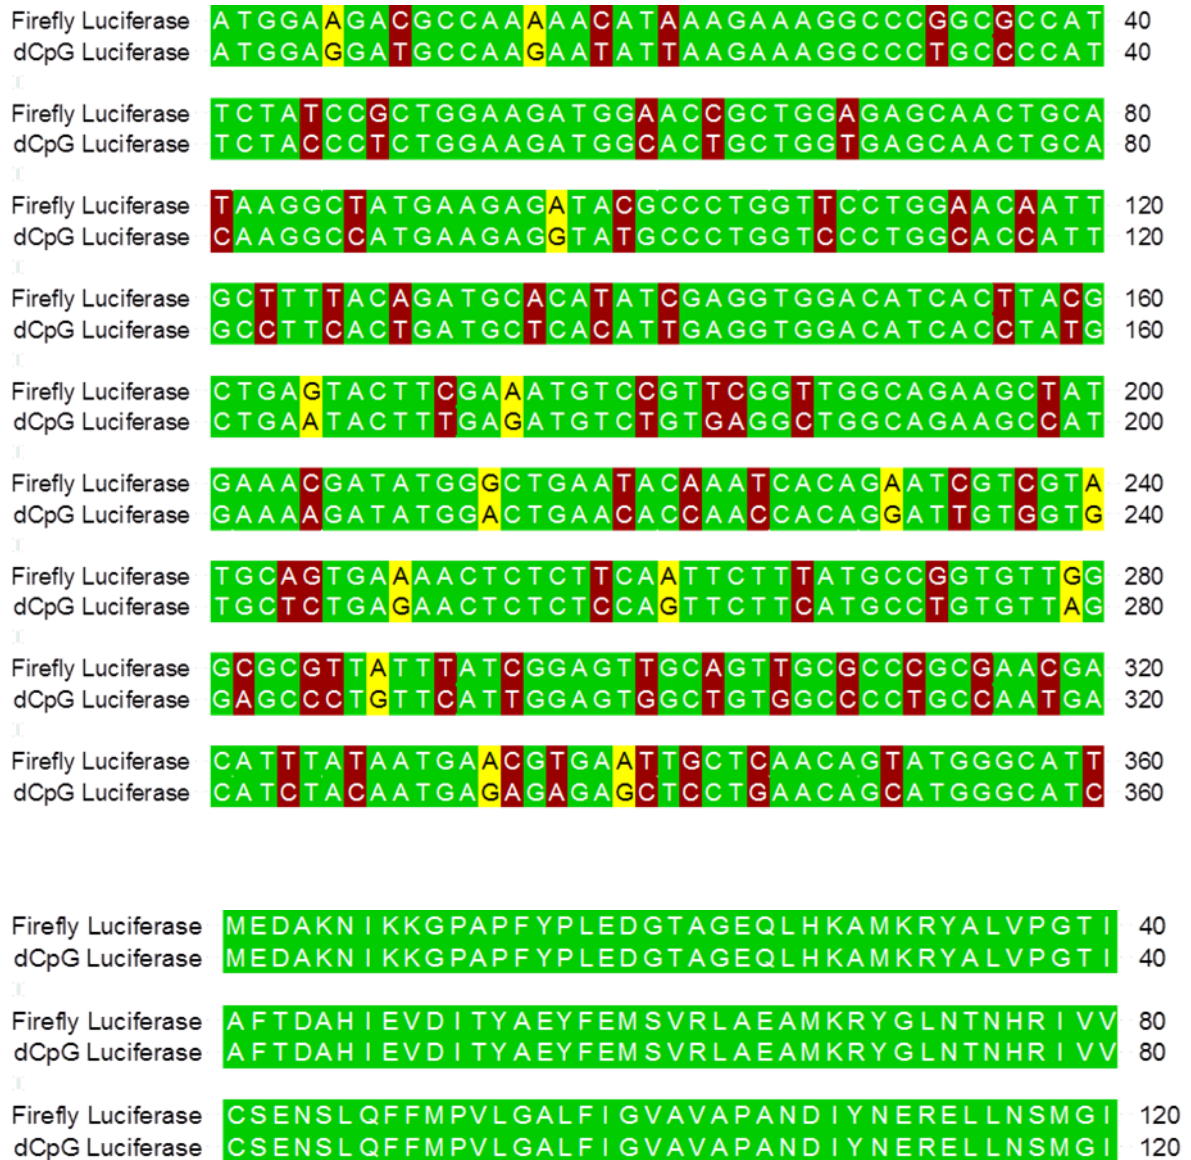 Firefly Luciferase ATGGAAGACGCCAAAAACATAAAGAAAGGCCCGGCGCCAT 40
dCpG Luciferase ATGGAGGATGCCAAGAATATTAAGAAAGGCCCTGCCCCAT 40
Firefly Luciferase TCTATCCGCTGGAAGATGGAACCGCTGGAGAGCAACTGCA 80
dCpG Luciferase TCTACCCTCTGGAAGATGGCACTGCTGGTGAGCAACTGCA 80
Firefly Luciferase TAAGGCTATGAAGAGATACGCCCTGGTTCCTGGAACAATT 120
dCpG Luciferase CAAGGCCATGAAGAGGTATGCCCTGGTCCCTGGCACCATT 120
Firefly Luciferase GCTTTTACAGATGCACATATCGAGGTGGACATCACTTACG 160
dCpG Luciferase GCCTTCACTGATGCTCACATTGAGGTGGACATCACCTATG 160
Firefly Luciferase CTGAGTACTTCGAAATGTCCGTTCGGTTGGCAGAAGCTAT 200
dCpG Luciferase CTGAATACTTTGAGATGTCTGTGAGGCTGGCAGAAGCCAT 200
Firefly Luciferase GAAACGATATGGGCTGAATACAAATCACAGAATCGTCGTA 240
dCpG Luciferase GAAAAGATATGGACTGAACACCAACCACAGGATTGTGGTG 240
Firefly Luciferase TGCAGTGAAAACTCTCTTCAATTCTTTATGCCGGTGTTGG 280
dCpG Luciferase TGCTCTGAGAACTCTCTCCAGTTCTTCATGCCTGTGTTAG 280
Firefly Luciferase GCGCGTTATTTATCGGAGTTGCAGTTGCGCCCGCGAACGA 320
dCpG Luciferase GAGCCCTGTTCATTGGAGTGGCTGTGGCCCCTGCCAATGA 320
Firefly Luciferase CATTTATAATGAACGTGAATTGCTCAACAGTATGGGCATT 360
dCpG Luciferase CATCTACAATGAGAGAGAGCTCCTGAACAGCATGGGCATC 360
Firefly Luciferase MEDAKNIKKGPAPFYPLEDGTAGEQLHKAMKRYALVPGTI 40
dCpG Luciferase MEDAKNIKKGPAPFYPLEDGTAGEQLHKAMKRYALVPGTI 40
Firefly Luciferase AFTDAHIEVDITYAEYFEMSVRLAEAMKRYGLNTNHRIVV 80
dCpG Luciferase AFTDAHIEVDITYAEYFEMSVRLAEAMKRYGLNTNHRIVV 80
Firefly Luciferase CSENSLQFFMPVLGALFIGVAVAPANDIYNERELLNSMGI 120
dCpG Luciferase CSENSLQFFMPVLGALFIGVAVAPANDIYNERELLNSMGI 120